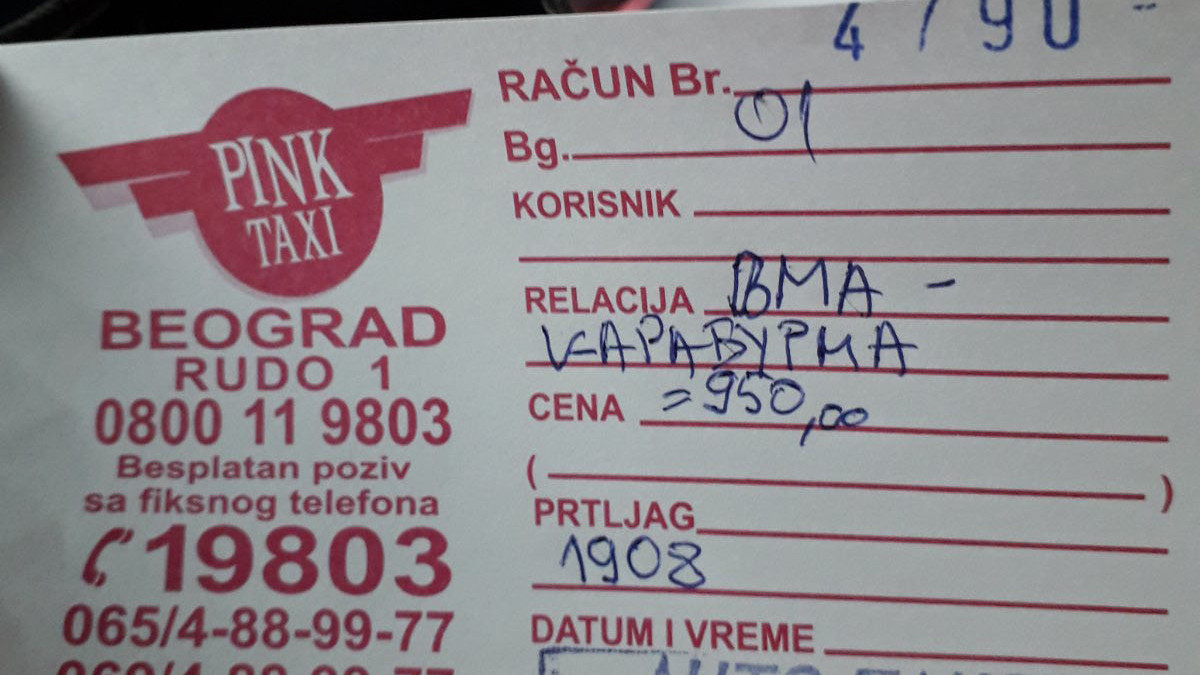 PINK
TAXI
BEOGRAD
RUDO 1
0800 11 9803
Besplatan poziv
sa fiksnog telefona
19803
065/4-88-99-77
4/90
RAČUN Br.
01
Bg.
KORISNIK
RELACIJA ВМА -
КАРАБУРМА
CENA =950,00
( )
PRTLJAG
1908
DATUM I VREME